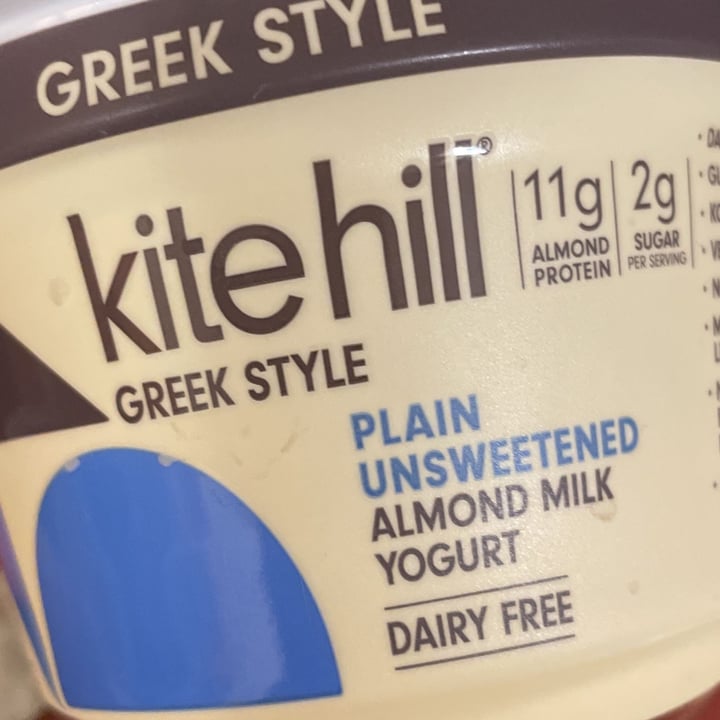 GREEK STYLE
kite hill®
GREEK STYLE
11g
ALMOND
PROTEIN
2g
SUGAR
PER SERVING
PLAIN
UNSWEETENED
ALMOND MILK
YOGURT
DAIRY FREE